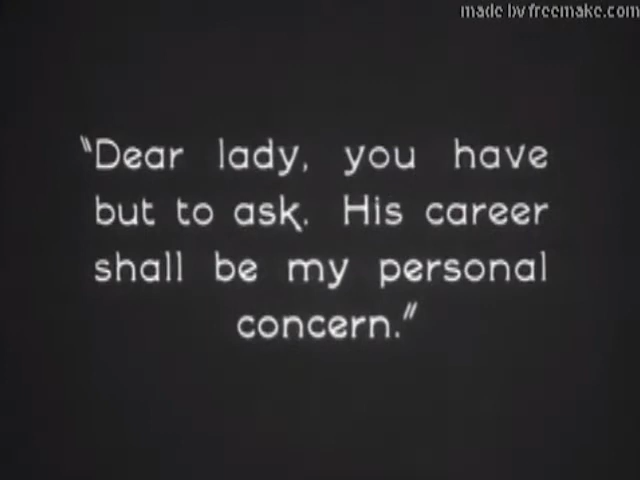 made by freemake.com
"Dear lady, you have
but to ask. His career
shall be my personal
concern."